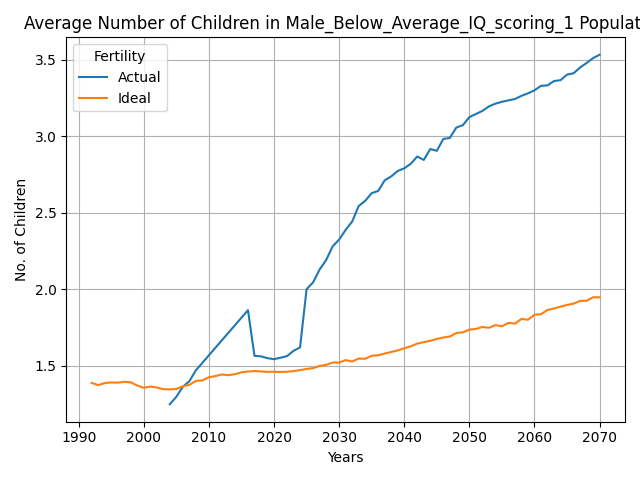 Average Number of Children in Male_Below_Average_IQ_scoring_1 Populat
Fertility
Actual
Ideal
3.5
3.0
2.5
2.0
1.5
No. of Children
1990 2000 2010 2020 2030 2040 2050 2060 2070
Years